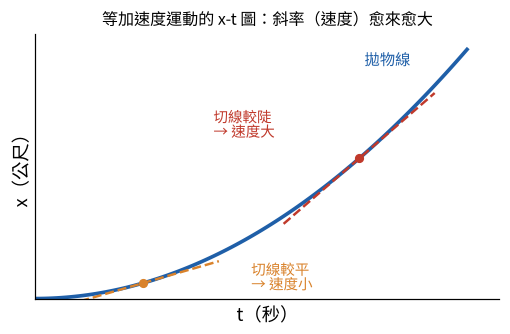 等加速度運動的 x-t 圖：斜率（速度）愈來愈大
拋物線
切線較陡
→ 速度大
切線較平
→ 速度小
x（公尺）
t（秒）